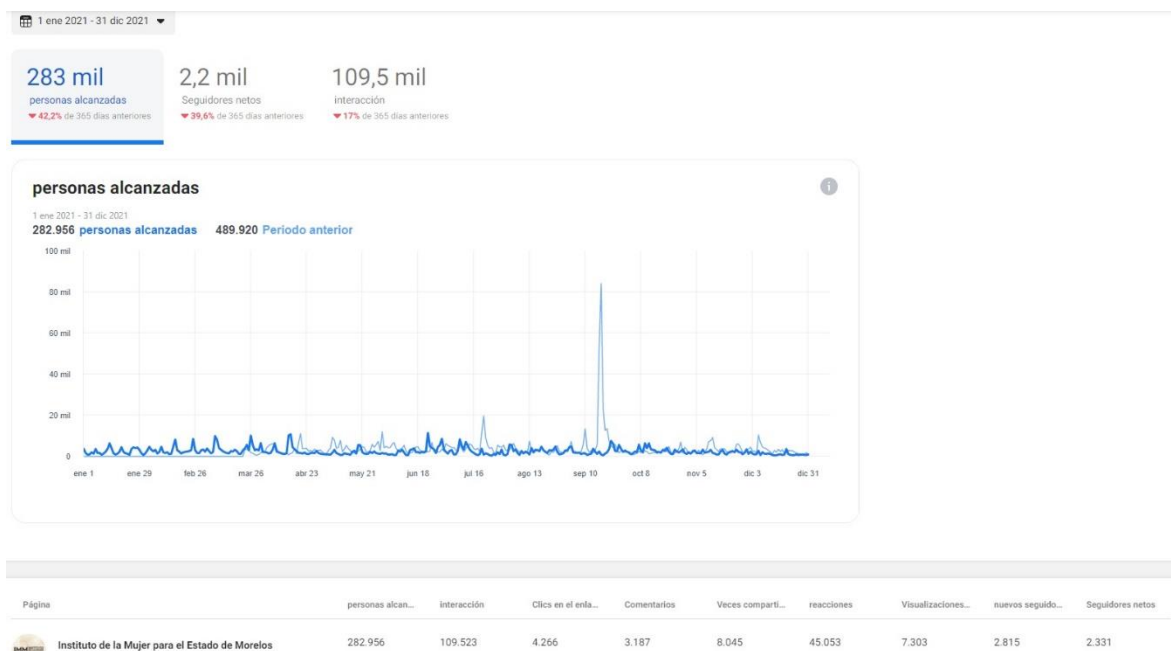 1 ene 2021 - 31 dic 2021
283 mil 2,2 mil 109,5 mil
personas alcanzadas Seguidores netos interacción
42,2% de 365 días anteriores 39,6% de 365 días anteriores 17% de 365 días anteriores
personas alcanzadas
1 ene 2021 - 31 dic 2021
282.956 personas alcanzadas 489.920 Período anterior
100 mil
80 mil
60 mil
40 mil
20 mil
0
ene 1 ene 29 feb 26 mar 26 abr 23 may 21 jun 18 jul 16 ago 13 sep 10 oct 8 nov 5 dic 3 dic 31
Página personas alcan... interacción Clics en el enla... Comentarios Veces comparti... reacciones Visualizaciones... nuevos seguido... Seguidores netos
Instituto de la Mujer para el Estado de Morelos 282.956 109.523 4.266 3.187 8.045 45.053 7.303 2.815 2.331